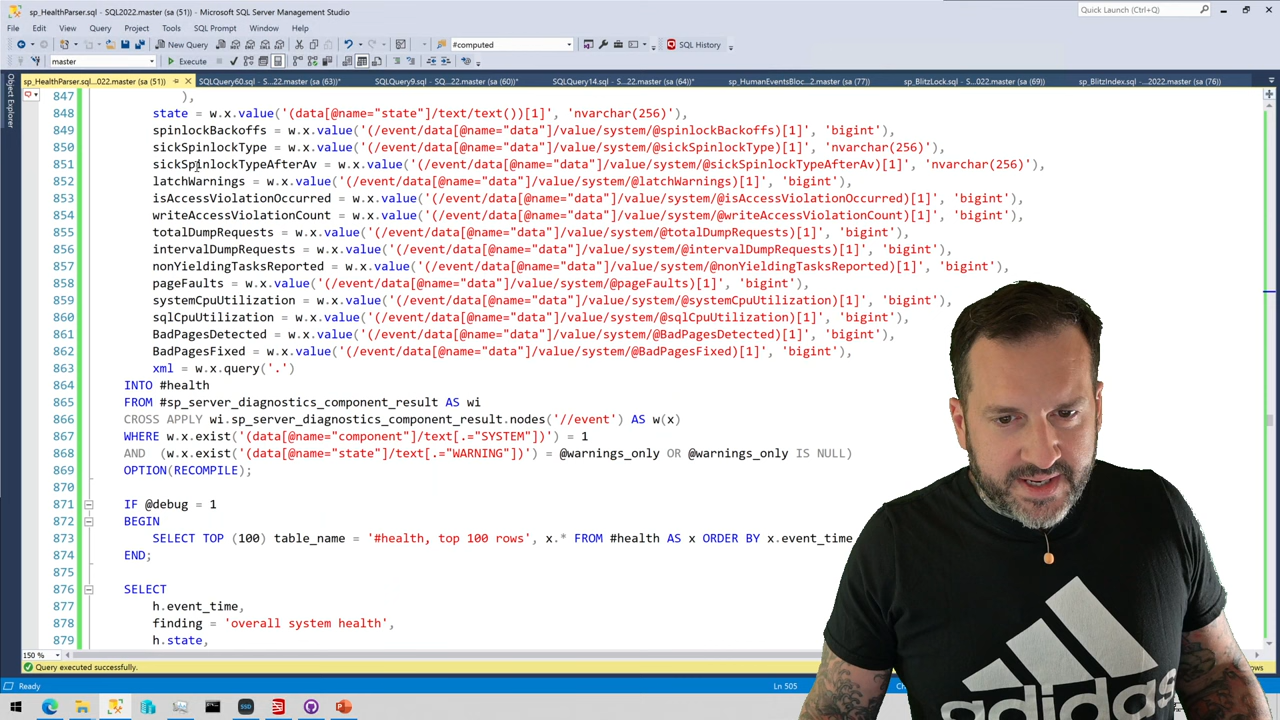 sp_HealthParser.sql - SQL2022.master (sa (51)) - Microsoft SQL Server Management Studio
Quick Launch (Ctrl+Q)
File Edit View Query Project Tools SQL Prompt Window Help
New Query #computed SQL History
master Execute
sp_HealthParser.sql...022.master (sa (51)) SQLQuery60.sql - S...22.master (sa (63))* SQLQuery9.sql - SQ...22.master (sa (60))* SQLQuery14.sql - S...22.master (sa (64))* sp_HumanEventsBloc...2.master (sa (77)) sp_BlitzLock.sql - S...022.master (sa (69)) sp_BlitzIndex.sql -...2022.master (sa (76))
Object Explorer
847 ),
848 state = w.x.value('(data[@name="state"]/text/text())[1]', 'nvarchar(256)'),
849 spinlockBackoffs = w.x.value('(/event/data[@name="data"]/value/system/@spinlockBackoffs)[1]', 'bigint'),
850 sickSpinlockType = w.x.value('(/event/data[@name="data"]/value/system/@sickSpinlockType)[1]', 'nvarchar(256)'),
851 sickSpinlockTypeAfterAv = w.x.value('(/event/data[@name="data"]/value/system/@sickSpinlockTypeAfterAv)[1]', 'nvarchar(256)'),
852 latchWarnings = w.x.value('(/event/data[@name="data"]/value/system/@latchWarnings)[1]', 'bigint'),
853 isAccessViolationOccurred = w.x.value('(/event/data[@name="data"]/value/system/@isAccessViolationOccurred)[1]', 'bigint'),
854 writeAccessViolationCount = w.x.value('(/event/data[@name="data"]/value/system/@writeAccessViolationCount)[1]', 'bigint'),
855 totalDumpRequests = w.x.value('(/event/data[@name="data"]/value/system/@totalDumpRequests)[1]', 'bigint'),
856 intervalDumpRequests = w.x.value('(/event/data[@name="data"]/value/system/@intervalDumpRequests)[1]', 'bigint'),
857 nonYieldingTasksReported = w.x.value('(/event/data[@name="data"]/value/system/@nonYieldingTasksReported)[1]', 'bigint'),
858 pageFaults = w.x.value('(/event/data[@name="data"]/value/system/@pageFaults)[1]', 'bigint'),
859 systemCpuUtilization = w.x.value('(/event/data[@name="data"]/value/system/@systemCpuUtilization)[1]', 'bigint'),
860 sqlCpuUtilization = w.x.value('(/event/data[@name="data"]/value/system/@sqlCpuUtilization)[1]', 'bigint'),
861 BadPagesDetected = w.x.value('(/event/data[@name="data"]/value/system/@BadPagesDetected)[1]', 'bigint'),
862 BadPagesFixed = w.x.value('(/event/data[@name="data"]/value/system/@BadPagesFixed)[1]', 'bigint'),
863 xml = w.x.query('.')
864 INTO #health
865 FROM #sp_server_diagnostics_component_result AS wi
866 CROSS APPLY wi.sp_server_diagnostics_component_result.nodes('//event') AS w(x)
867 WHERE w.x.exist('(data[@name="component"]/text[.="SYSTEM"])') = 1
868 AND (w.x.exist('(data[@name="state"]/text[.="WARNING"])') = @warnings_only OR @warnings_only IS NULL)
869 OPTION(RECOMPILE);
870
871 IF @debug = 1
872 BEGIN
873 SELECT TOP (100) table_name = '#health, top 100 rows', x.* FROM #health AS x ORDER BY x.event_time
874 END;
875
876 SELECT
877 h.event_time,
878 finding = 'overall system health',
879 h.state,
150 %
Query executed successfully.
Ready Ln 505
adidas